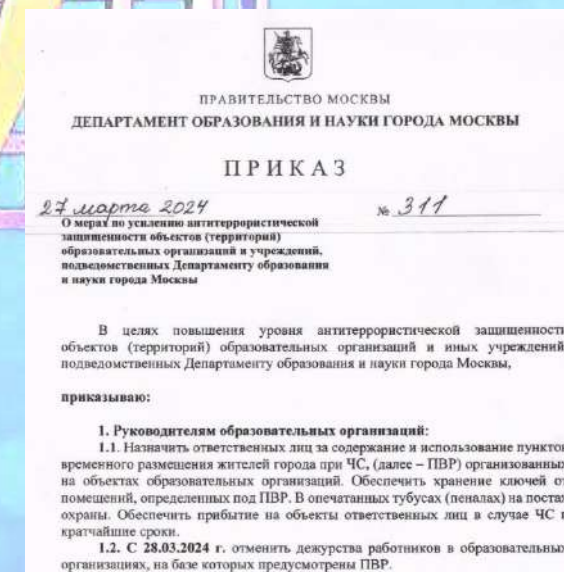 ПРАВИТЕЛЬСТВО МОСКВЫ
ДЕПАРТАМЕНТ ОБРАЗОВАНИЯ И НАУКИ ГОРОДА МОСКВЫ
ПРИКАЗ
27 марта 2024 № 311
О мерах по усилению антитеррористической
защищенности объектов (территорий)
образовательных организаций и учреждений,
подведомственных Департаменту образования
и науки города Москвы
В целях повышения уровня антитеррористической защищенности
объектов (территорий) образовательных организаций и иных учреждений
подведомственных Департаменту образования и науки города Москвы,
приказываю:
1. Руководителям образовательных организаций:
1.1. Назначить ответственных лиц за содержание и использование пунктов
временного размещения жителей города при ЧС, (далее – ПВР) организованных
на объектах образовательных организаций. Обеспечить хранение ключей от
помещений, определенных под ПВР. В опечатанных тубусах (пеналах) на постах
охраны. Обеспечить прибытие на объекты ответственных лиц в случае ЧС в
кратчайшие сроки.
1.2. С 28.03.2024 г. отменить дежурства работников в образовательных
организациях, на базе которых предусмотрены ПВР.